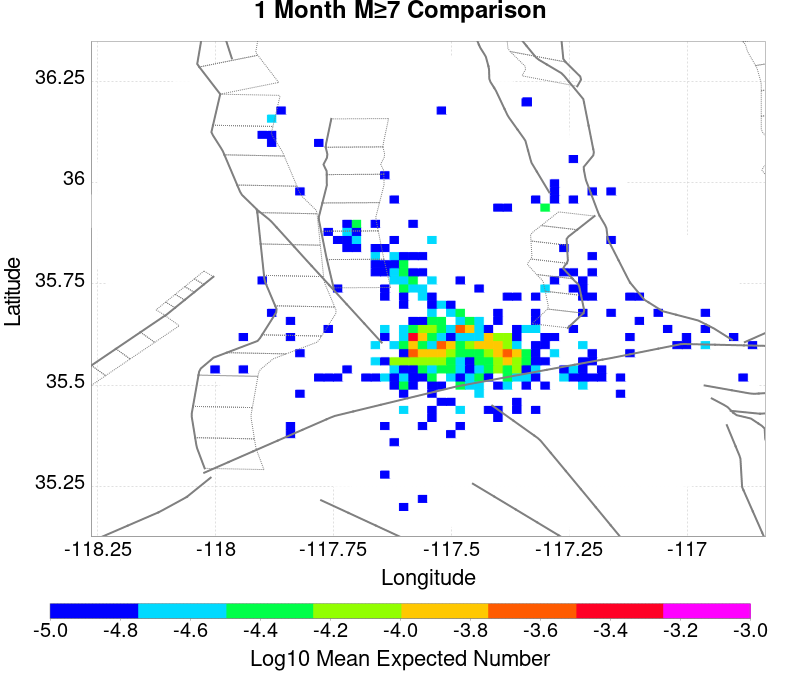 1 Month M≥7 Comparison
36.25
36
35.75
35.5
35.25
Latitude
-118.25 -118 -117.75 -117.5 -117.25 -117
Longitude
-5.0 -4.8 -4.6 -4.4 -4.2 -4.0 -3.8 -3.6 -3.4 -3.2 -3.0
Log10 Mean Expected Number